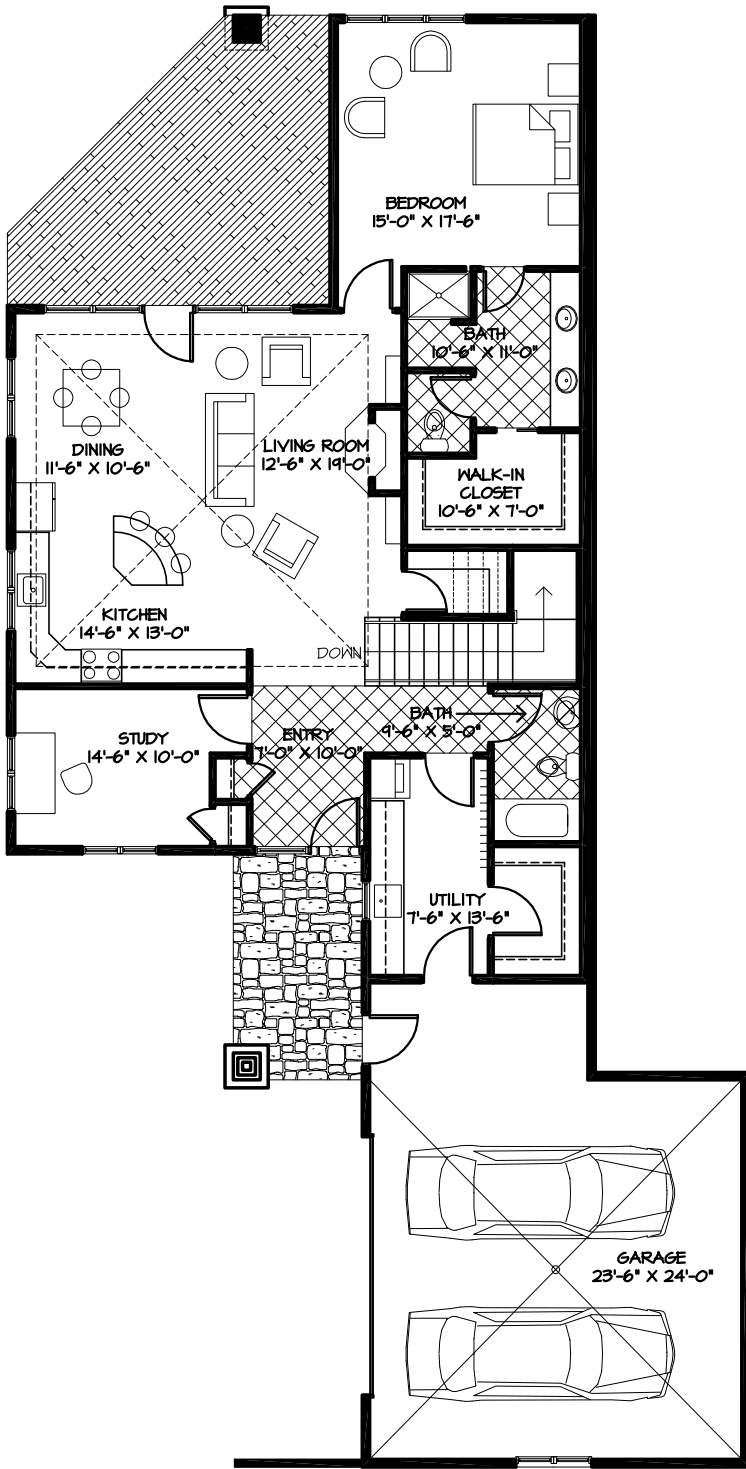 BEDROOM
15'-0" X 17'-6"
BATH
10'-6" X 11'-0"
DINING
11'-6" X 10'-6"
LIVING ROOM
12'-6" X 19'-0"
WALK-IN
CLOSET
10'-6" X 7'-0"
KITCHEN
14'-6" X 13'-0"
DOWN
STUDY
14'-6" X 10'-0"
ENTRY
7'-0" X 10'-0"
BATH
9'-6" X 5'-0"
UTILITY
7'-6" X 13'-6"
GARAGE
23'-6" X 24'-0"